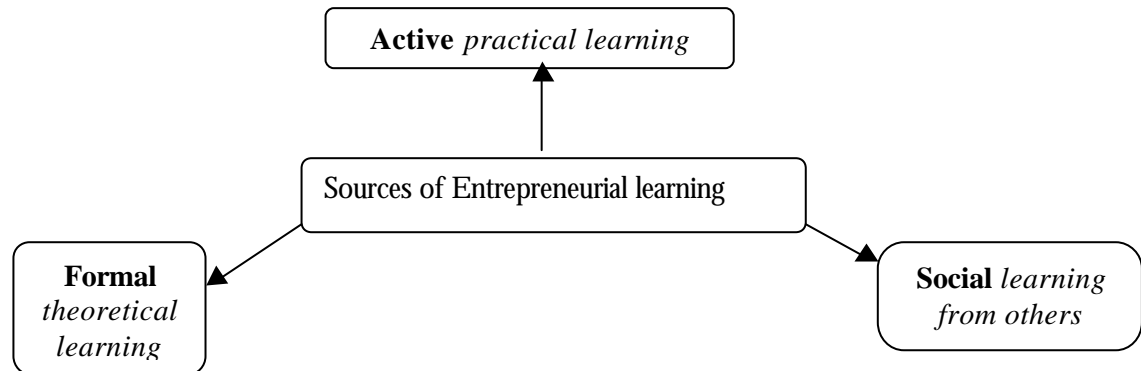 Active practical learning
Sources of Entrepreneurial learning
Formal
theoretical
learning
Social learning
from others